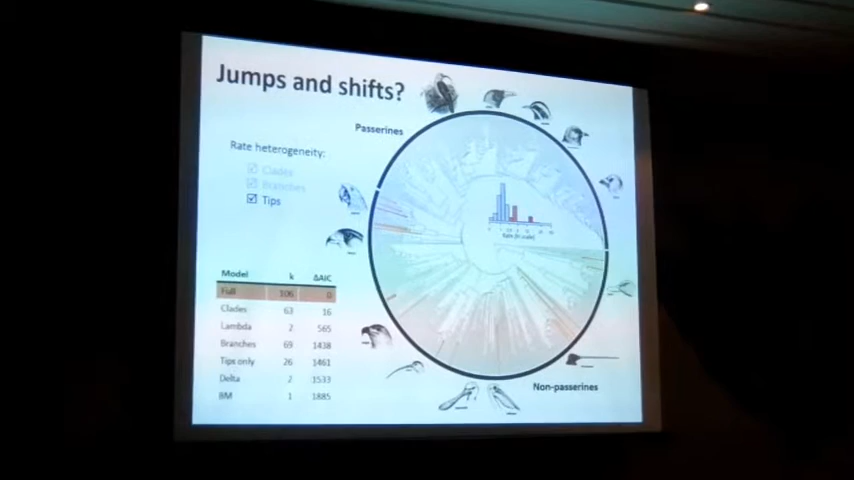 Jumps and shifts?
Passerines
Rate heterogeneity:
Clades
Branches
Tips
Model k ΔAIC
Full 106 0
Clades 63 16
Lambda 2 565
Branches 69 1438
Tips only 26 1461
Delta 2 1533
BM 1 1885
Non-passerines